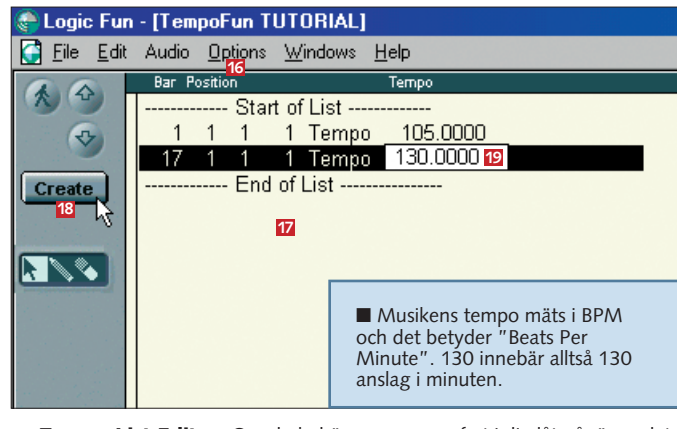 Logic Fun - [TempoFun TUTORIAL]
File Edit Audio Options Windows Help
16
Bar Position Tempo
------------- Start of List -------------
1 1 1 1 Tempo 105.0000
17 1 1 1 Tempo 130.0000 19
------------- End of List ----------------
Create
18
17
■ Musikens tempo mäts i BPM
och det betyder "Beats Per
Minute". 130 innebär alltså 130
anslag i minuten.